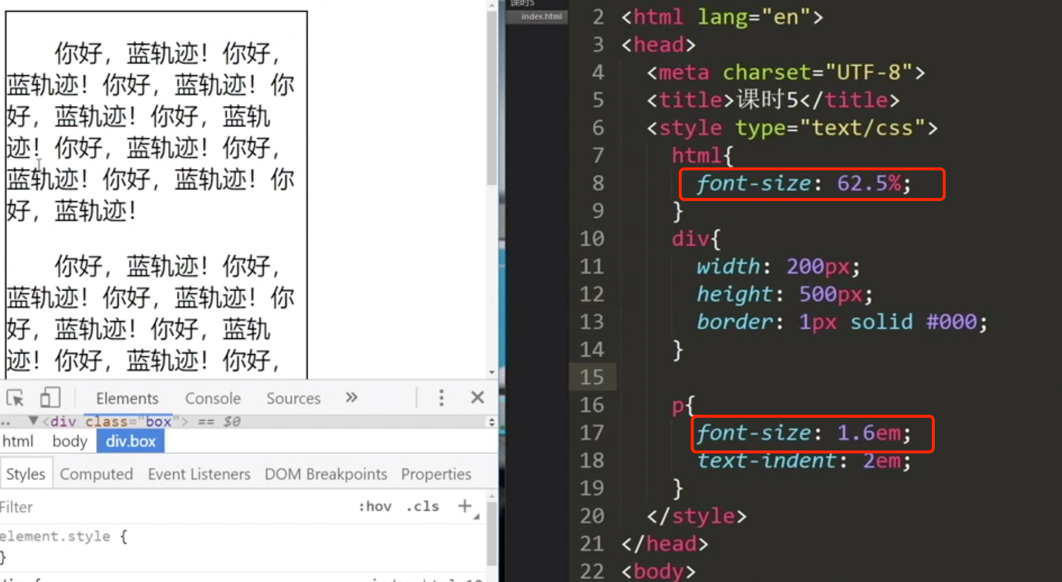 你好，蓝轨迹！你好，
蓝轨迹！你好，蓝轨迹！你
好，蓝轨迹！你好，蓝轨
迹！你好，蓝轨迹！你好，
蓝轨迹！你好，蓝轨迹！你
好，蓝轨迹！
你好，蓝轨迹！你好，
蓝轨迹！你好，蓝轨迹！你
好，蓝轨迹！你好，蓝轨
迹！你好，蓝轨迹！你好，
Elements Console Sources »
▼<div class="box"> == $0
html body div.box
Styles Computed Event Listeners DOM Breakpoints Properties
Filter :hov .cls +
element.style {
}
课时5
index.html
2 <html lang="en">
3 <head>
4 <meta charset="UTF-8">
5 <title>课时5</title>
6 <style type="text/css">
7 html{
8 font-size: 62.5%;
9 }
10 div{
11 width: 200px;
12 height: 500px;
13 border: 1px solid #000;
14 }
15
16 p{
17 font-size: 1.6em;
18 text-indent: 2em;
19 }
20 </style>
21 </head>
22 <body>